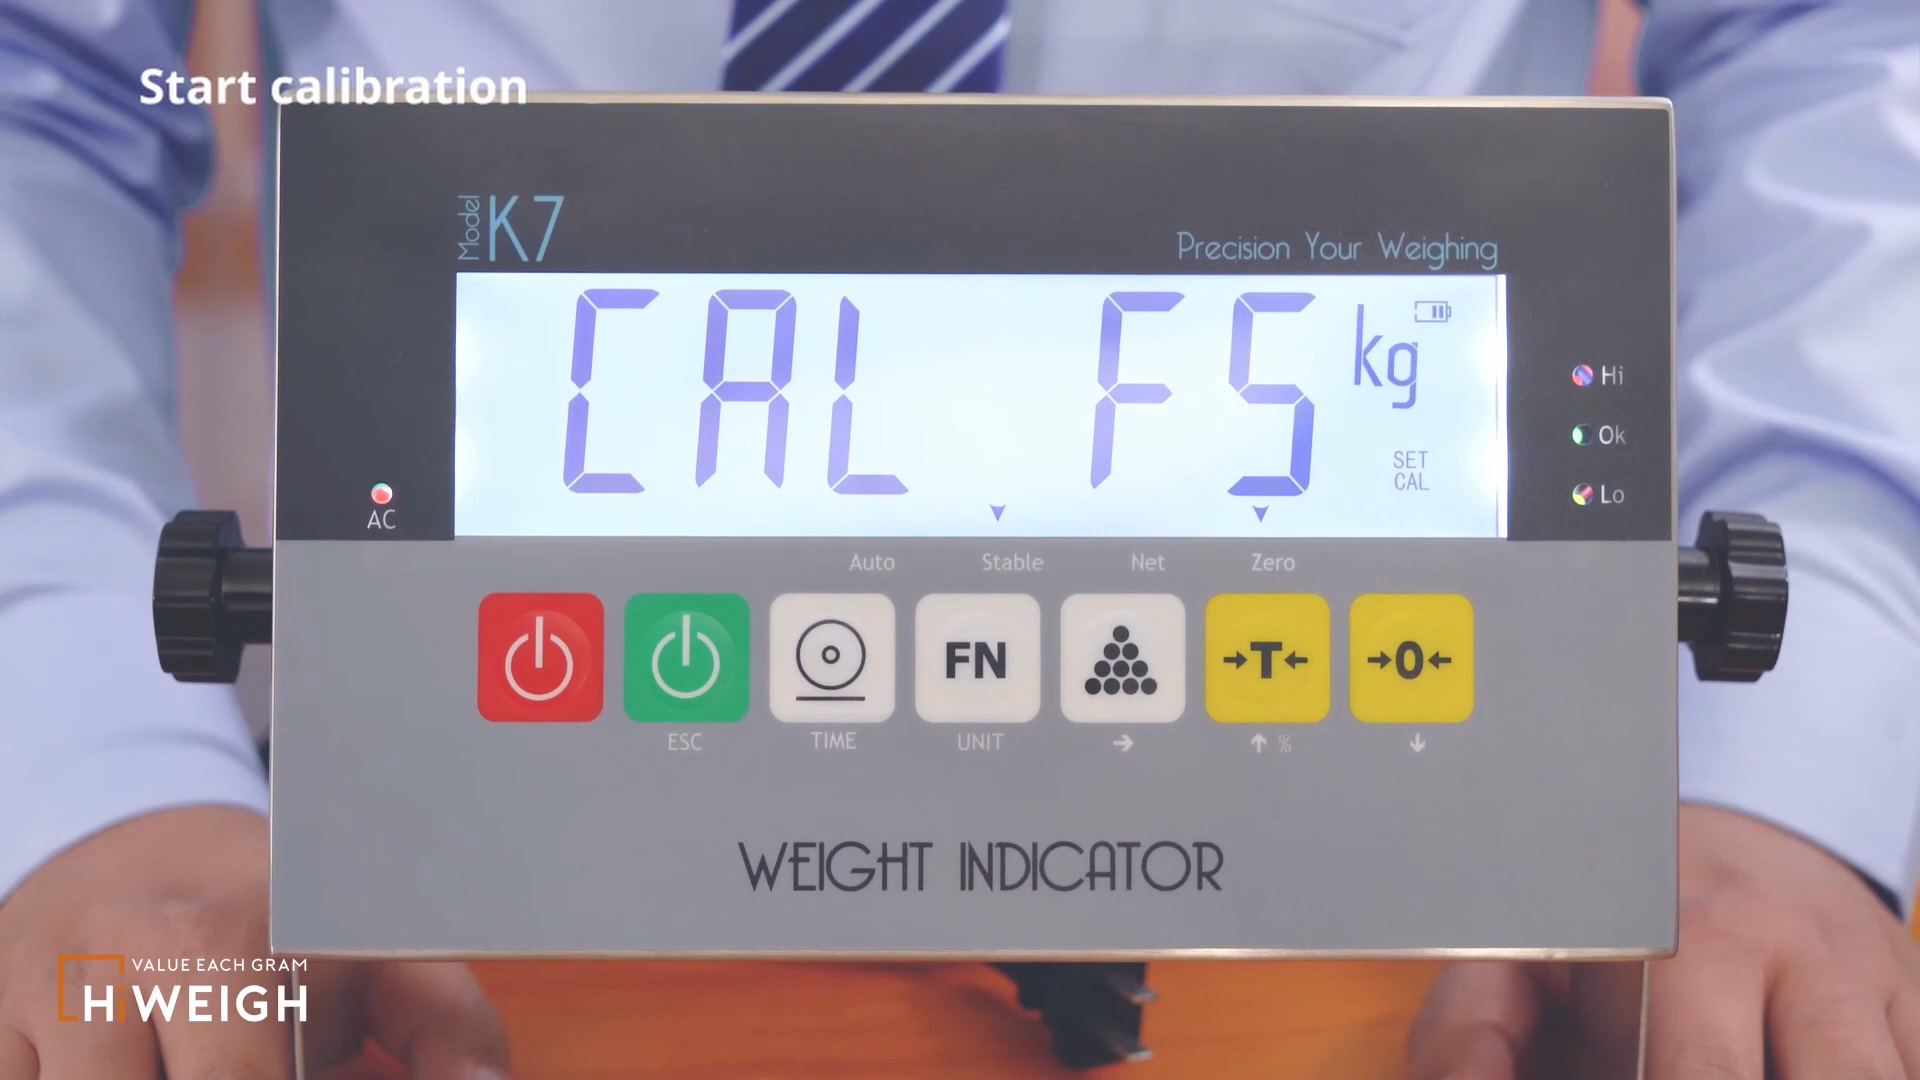 Start calibration
Model K7
Precision Your Weighing
CAL FS kg
SET
CAL
Hi
Ok
Lo
AC
Auto Stable Net Zero
FN →T← →0←
ESC TIME UNIT → ↑ % ↓
WEIGHT INDICATOR
VALUE EACH GRAM
HiWEIGH